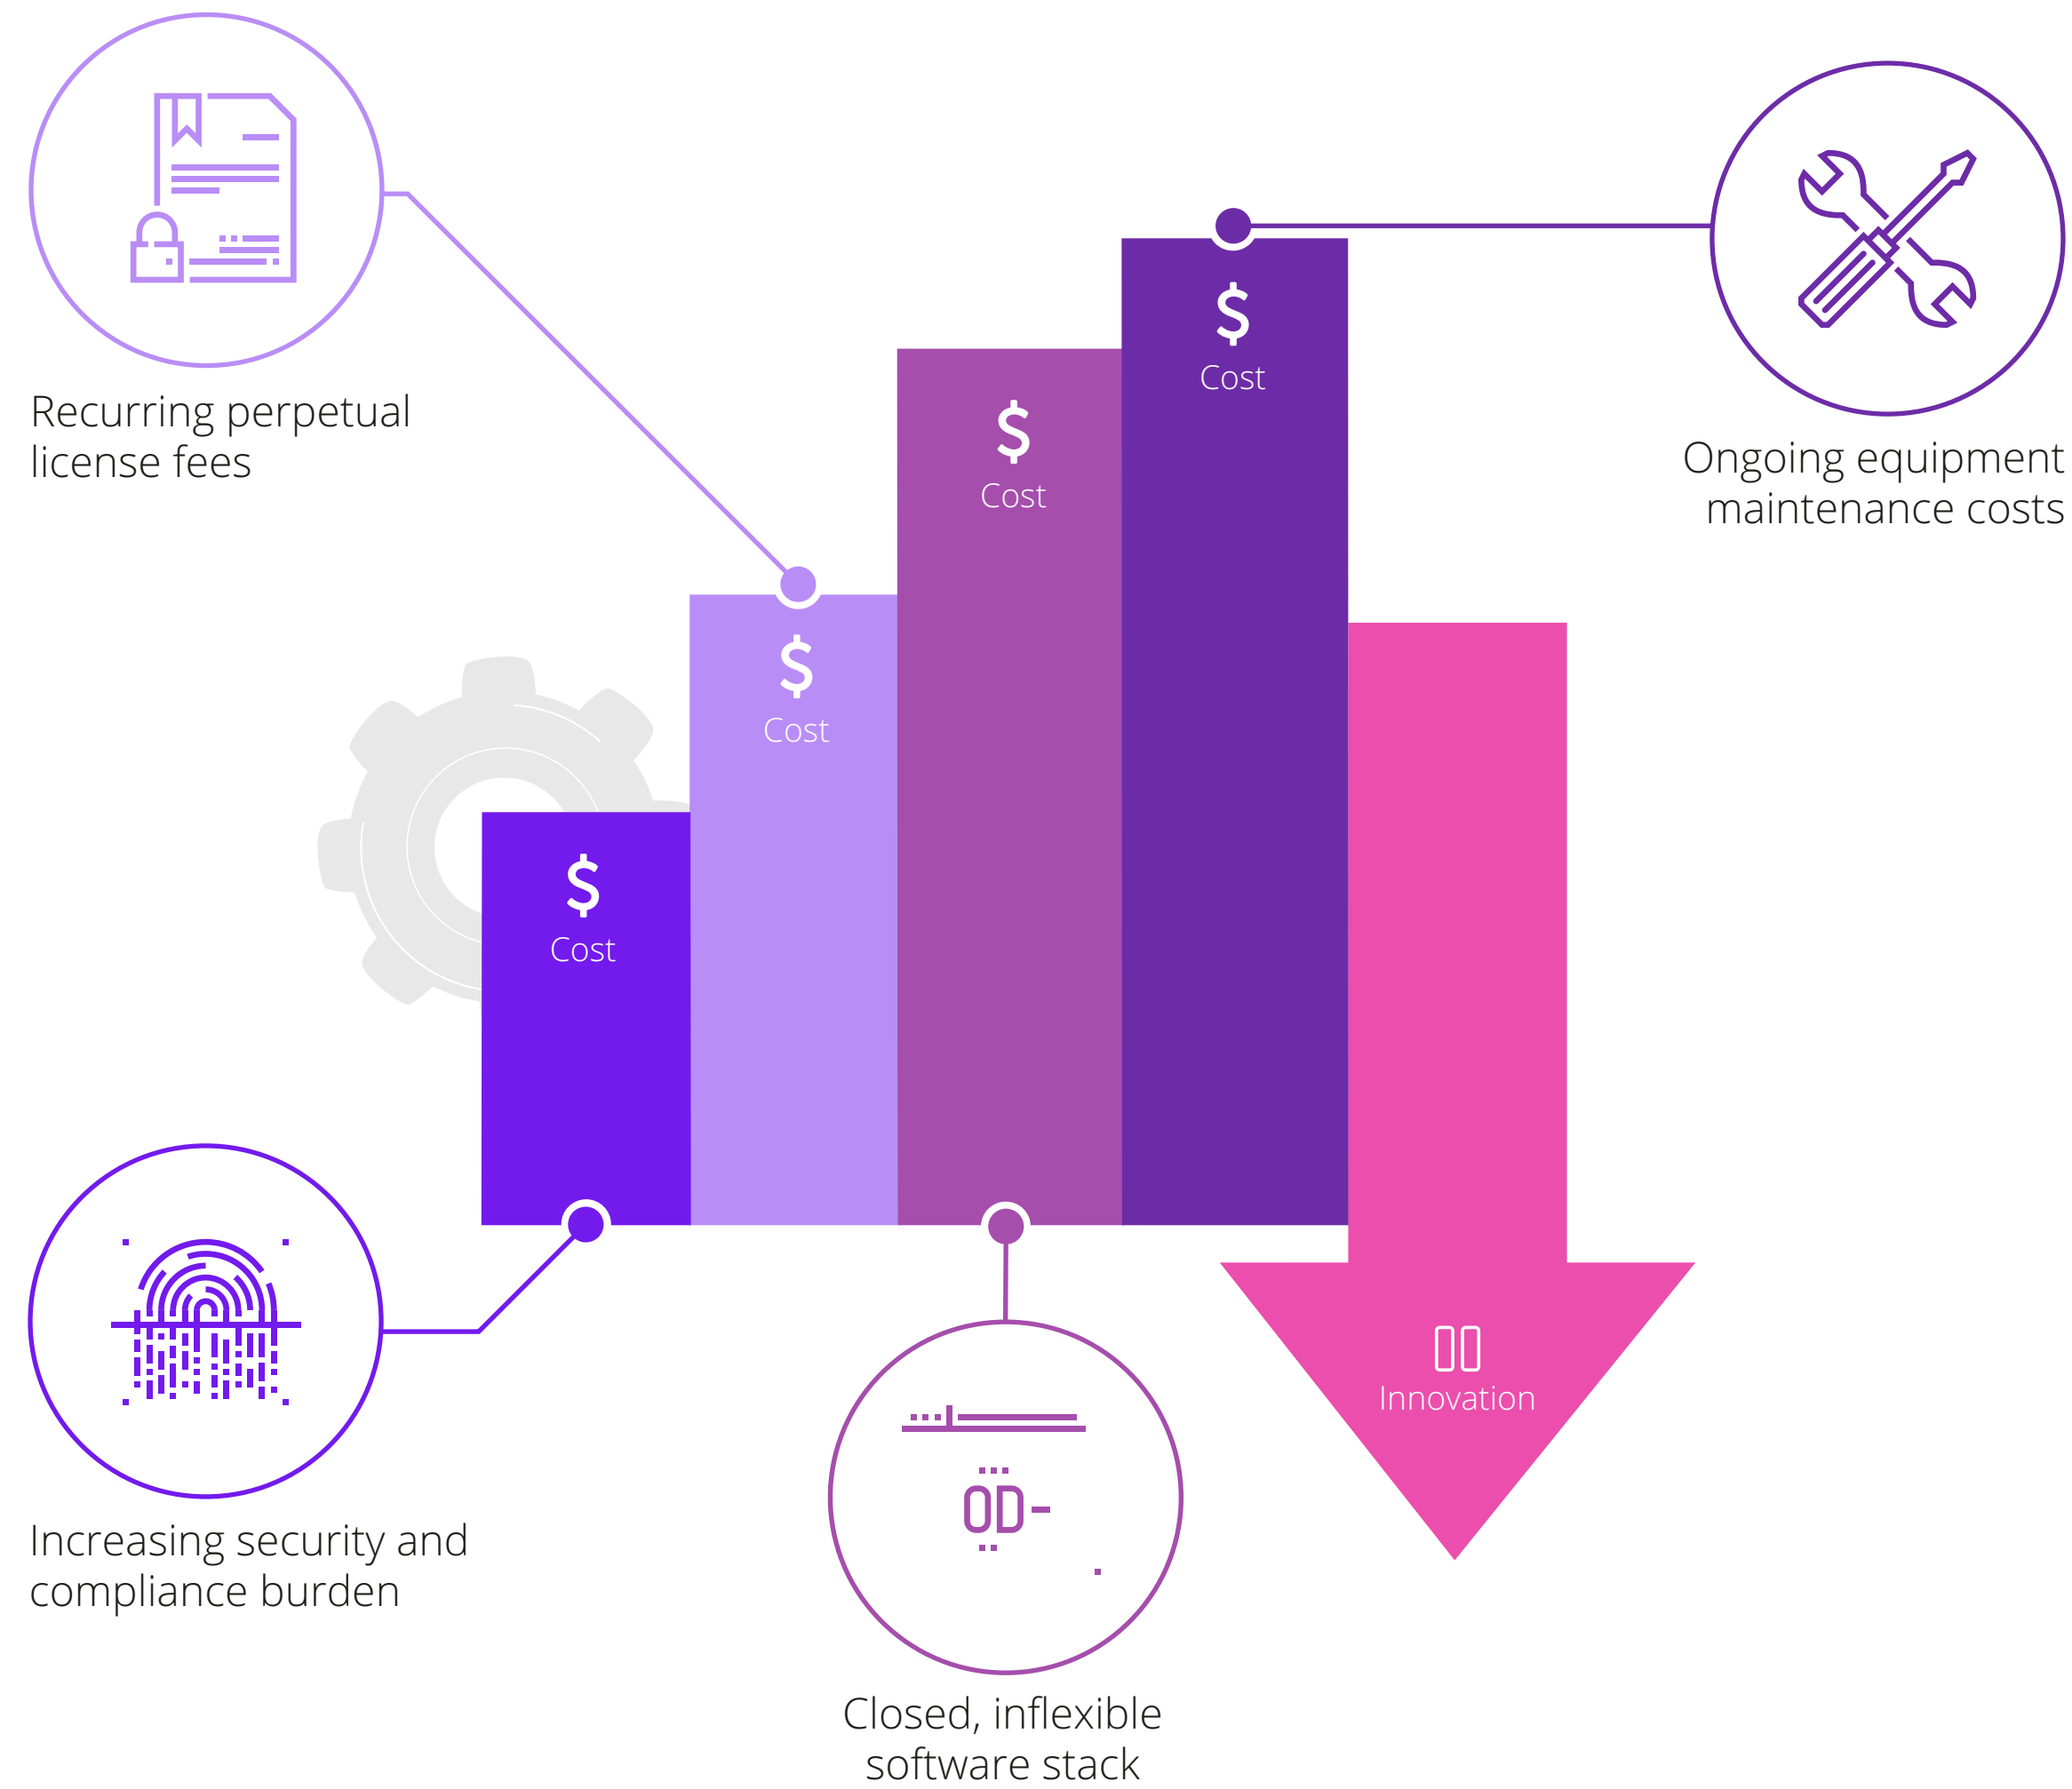 Recurring perpetual
license fees
Ongoing equipment
maintenance costs
$
Cost
$
Cost
$
Cost
$
Cost
Innovation
Increasing security and
compliance burden
OD-
Closed, inflexible
software stack